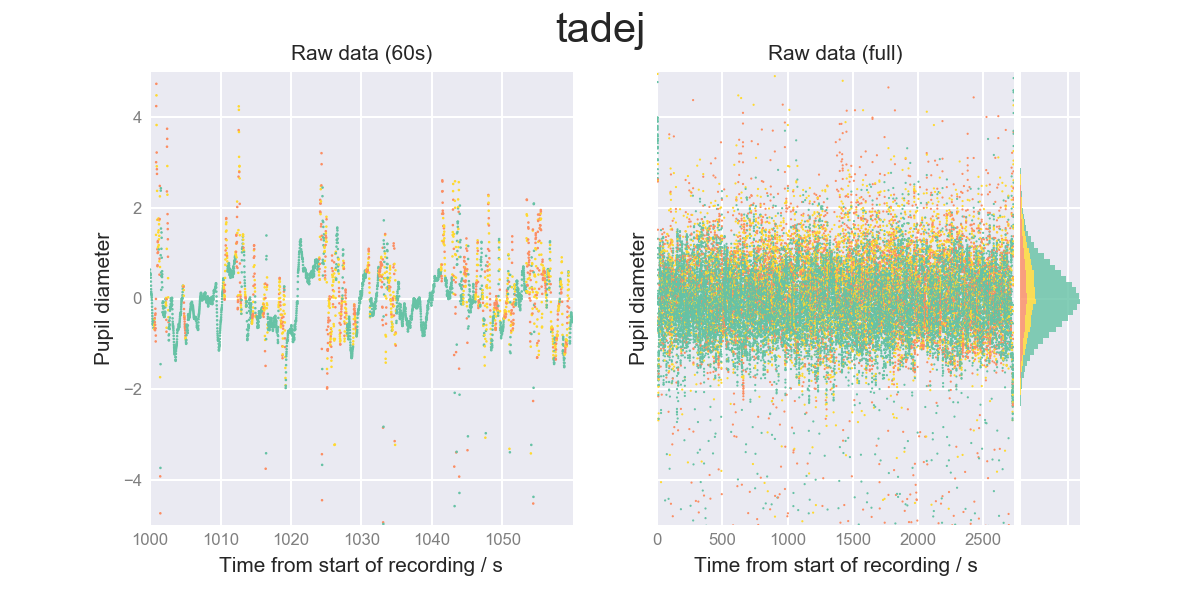 tadej
Raw data (60s)
Raw data (full)
Pupil diameter
4
2
0
−2
−4
1000 1010 1020 1030 1040 1050
Time from start of recording / s
Pupil diameter
0 500 1000 1500 2000 2500
Time from start of recording / s